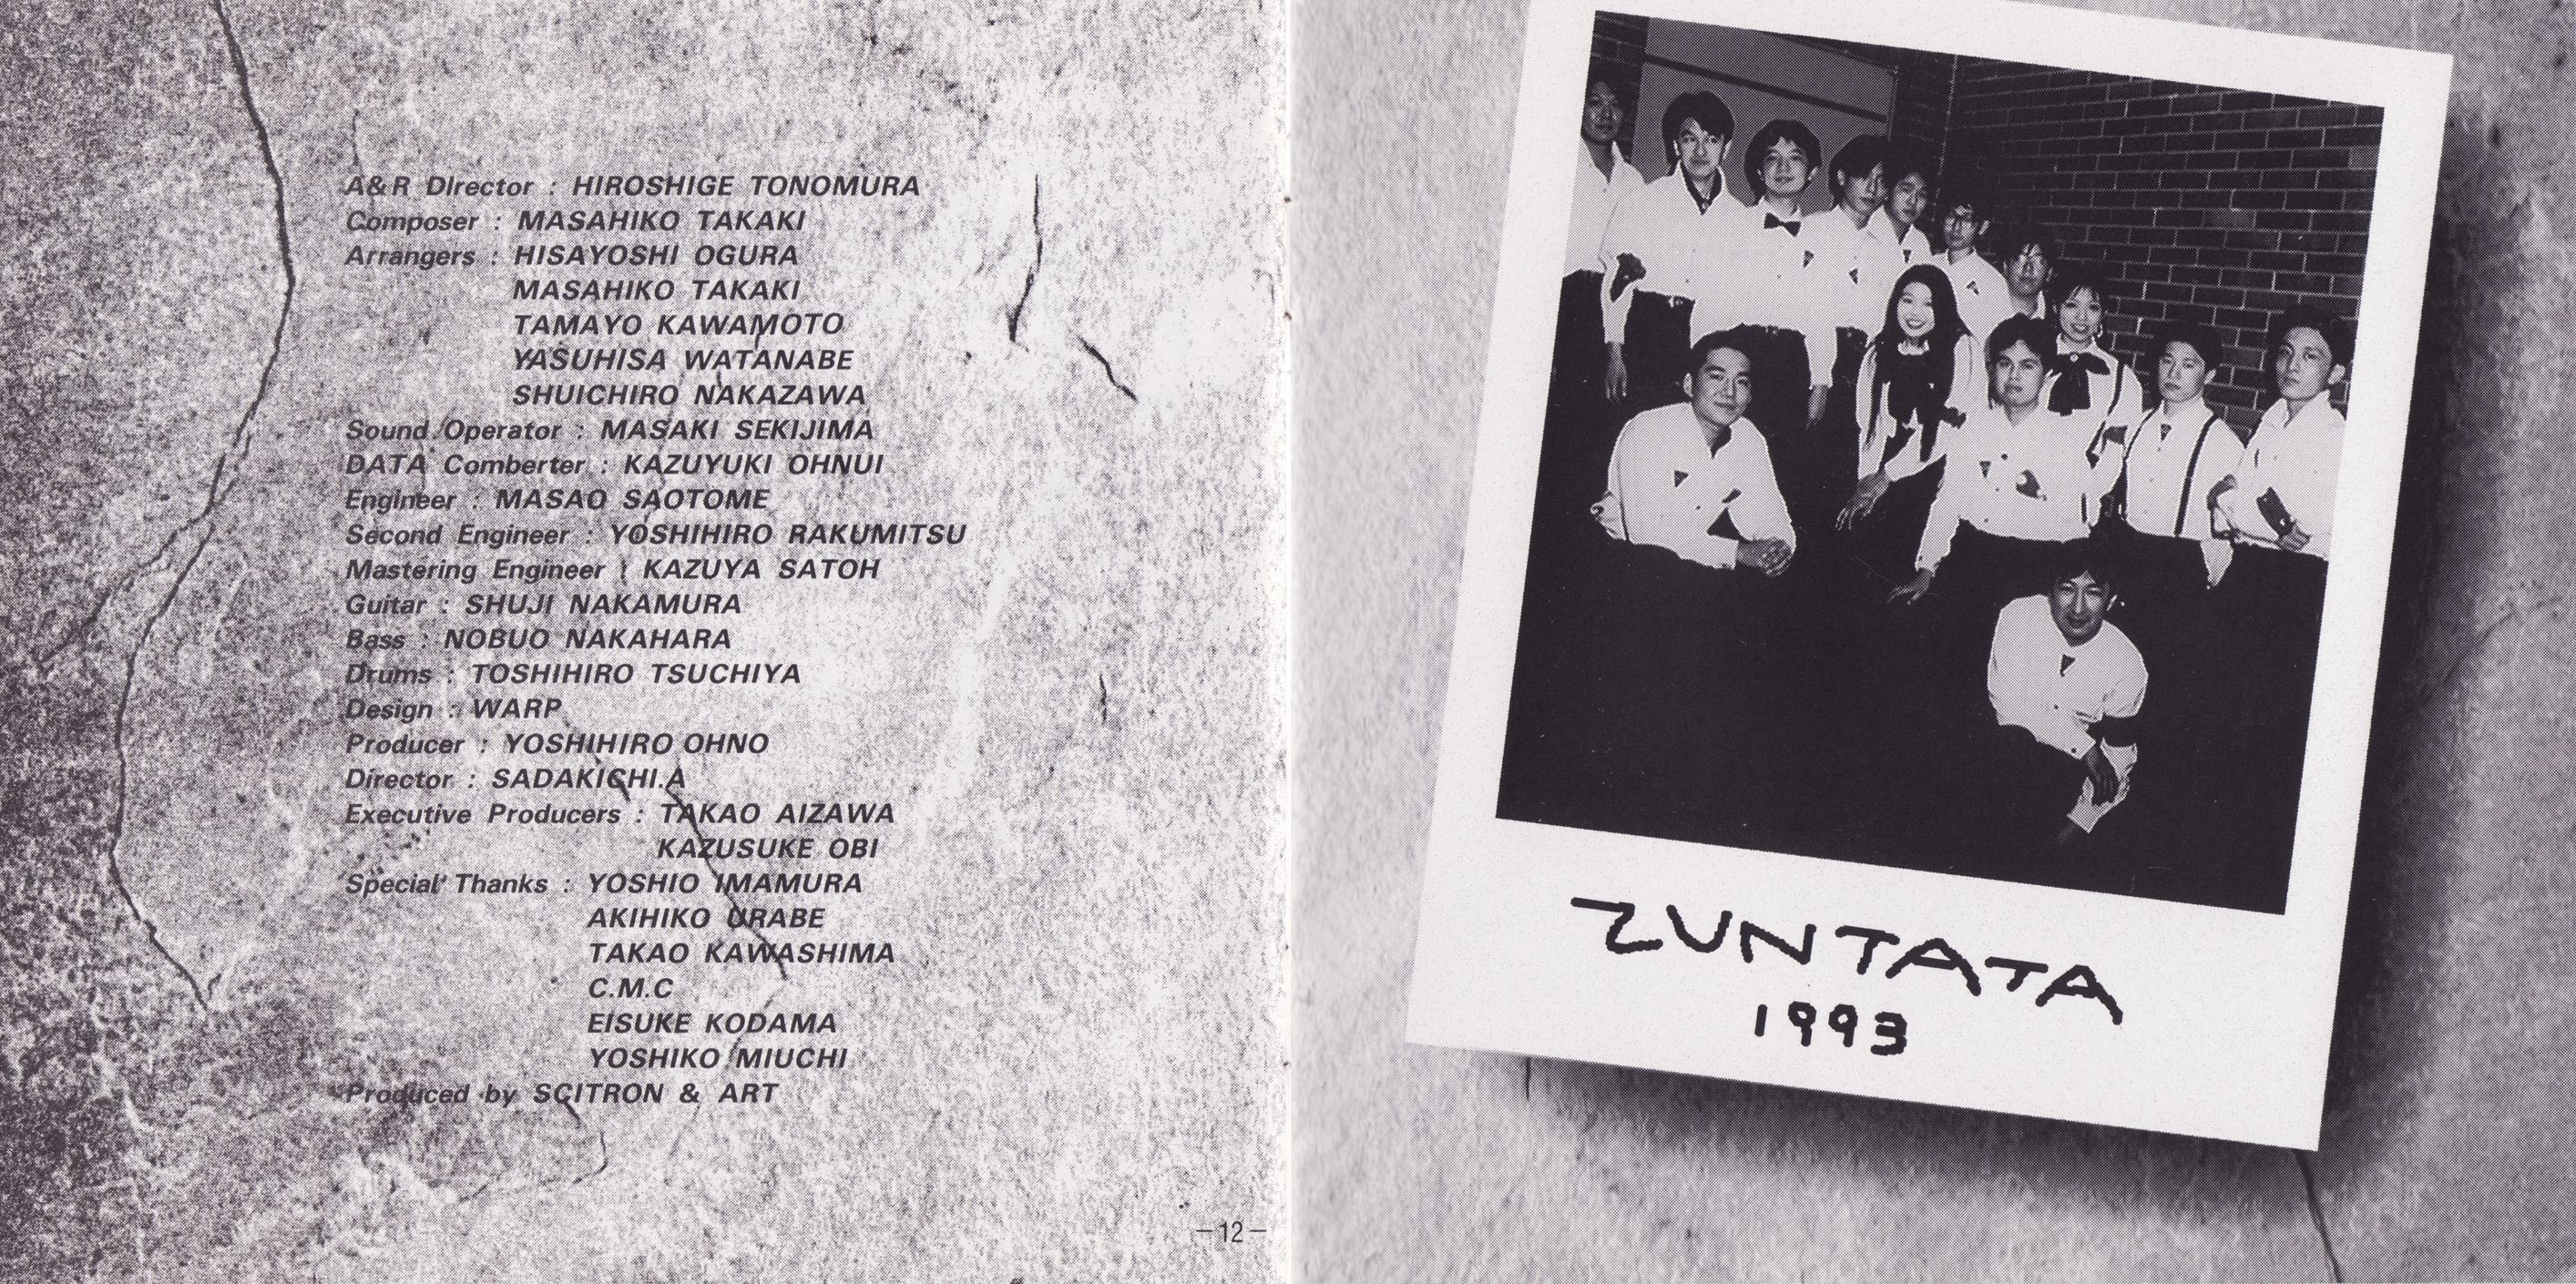 A&R DIrector : HIROSHIGE TONOMURA
Composer : MASAHIKO TAKAKI
Arrangers : HISAYOSHI OGURA
MASAHIKO TAKAKI
TAMAYO KAWAMOTO
YASUHISA WATANABE
SHUICHIRO NAKAZAWA
Sound Operator : MASAKI SEKIJIMA
DATA Comberter : KAZUYUKI OHNUI
Engineer : MASAO SAOTOME
Second Engineer : YOSHIHIRO RAKUMITSU
Mastering Engineer : KAZUYA SATOH
Guitar : SHUJI NAKAMURA
Bass : NOBUO NAKAHARA
Drums : TOSHIHIRO TSUCHIYA
Design : WARP
Producer : YOSHIHIRO OHNO
Director : SADAKICHI.A
Executive Producers : TAKAO AIZAWA
KAZUSUKE OBI
Special Thanks : YOSHIO IMAMURA
AKIHIKO URABE
TAKAO KAWASHIMA
C.M.C
EISUKE KODAMA
YOSHIKO MIUCHI
Produced by SCITRON & ART
—12—
ZUNTATA
1993